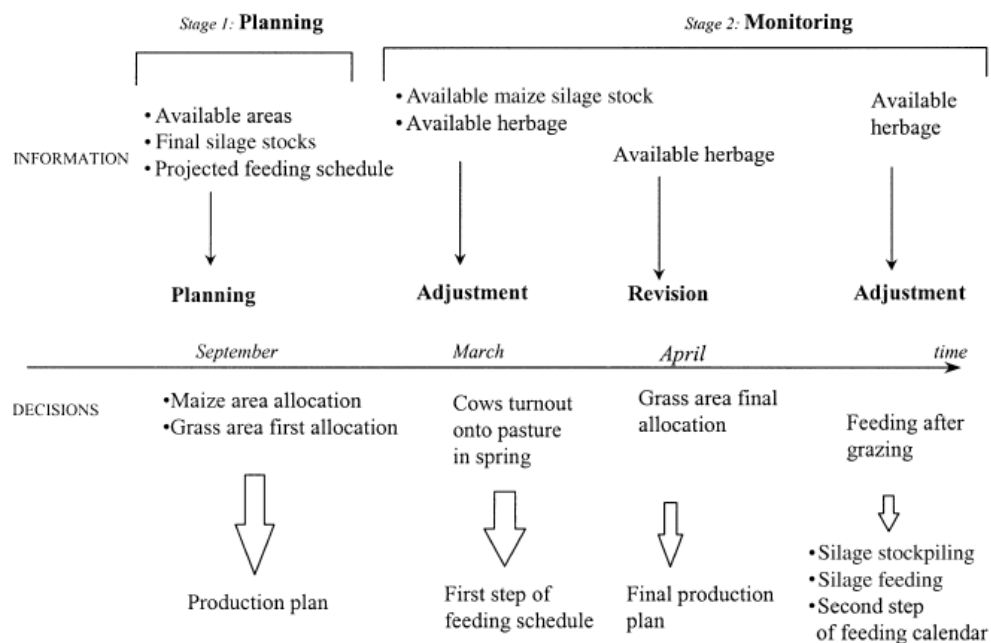 Stage 1: Planning
Stage 2: Monitoring
INFORMATION
• Available areas
• Final silage stocks
• Projected feeding schedule
• Available maize silage stock
• Available herbage
Available herbage
Available
herbage
Planning
Adjustment
Revision
Adjustment
September
March
April
time
DECISIONS
•Maize area allocation
•Grass area first allocation
Cows turnout
onto pasture
in spring
Grass area final
allocation
Feeding after
grazing
Production plan
First step of
feeding schedule
Final production
plan
•Silage stockpiling
•Silage feeding
•Second step
of feeding calendar